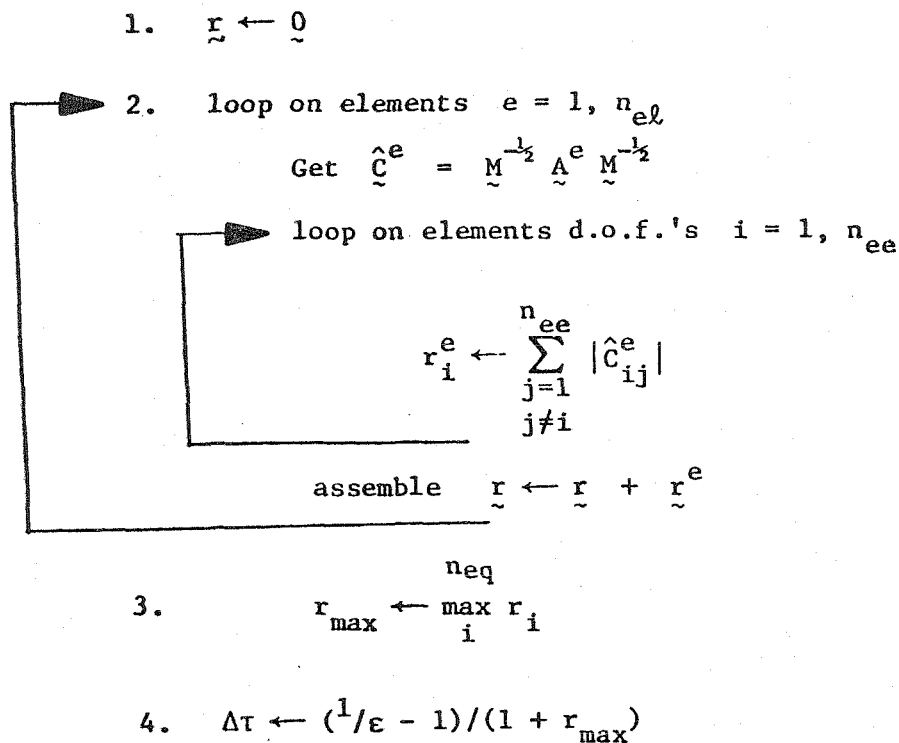 1. r̰ ← 0̰
2. loop on elements e = 1, n_eℓ
Get Ĉ̰^e = M̰^-½ A̰^e M̰^-½
loop on elements d.o.f.'s i = 1, n_ee
r_i^e ← ∑_{j=1, j≠i}^{n_ee} |Ĉ_ij^e|
assemble r̰ ← r̰ + r̰^e
3. r_max ← max_i^{n_eq} r_i
4. Δτ ← (1/ε - 1)/(1 + r_max)